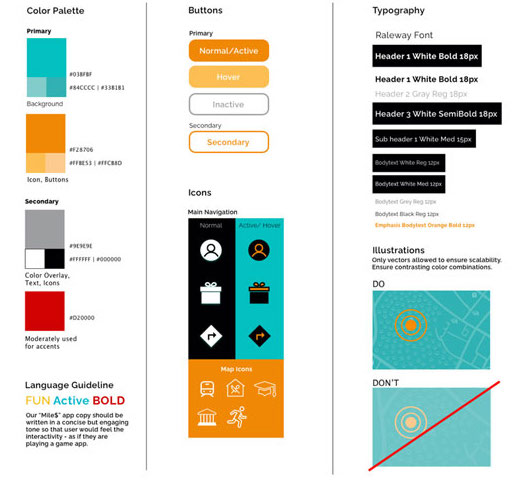 Color Palette
Primary
#03BFBF
#84CCCC | #33B1B1
Background
#F28706
#FFBE53 | #FFCB8D
Icon, Buttons
Secondary
#9E9E9E
#FFFFFF | #000000
Color Overlay,
Text, Icons
#D20000
Moderately used
for accents
Language Guideline
FUN Active BOLD
Our "Mile$" app copy should be
written in a concise but engaging
tone so that user would feel the
interactivity - as if they are
playing a game app.
Buttons
Primary
Normal/Active
Hover
Inactive
Secondary
Secondary
Icons
Main Navigation
Normal
Active/ Hover
Map Icons
Typography
Raleway Font
Header 1 White Bold 18px
Header 1 White Bold 18px
Header 2 Gray Reg 18px
Header 3 White SemiBold 18px
Sub header 1 White Med 15px
Bodytext White Reg 12px
Bodytext White Med 12px
Bodytext Grey Reg 12px
Bodytext Black Reg 12px
Emphasis Bodytext Orange Bold 12px
Illustrations
Only vectors allowed to ensure scalability.
Ensure contrasting color combinations.
DO
DON'T